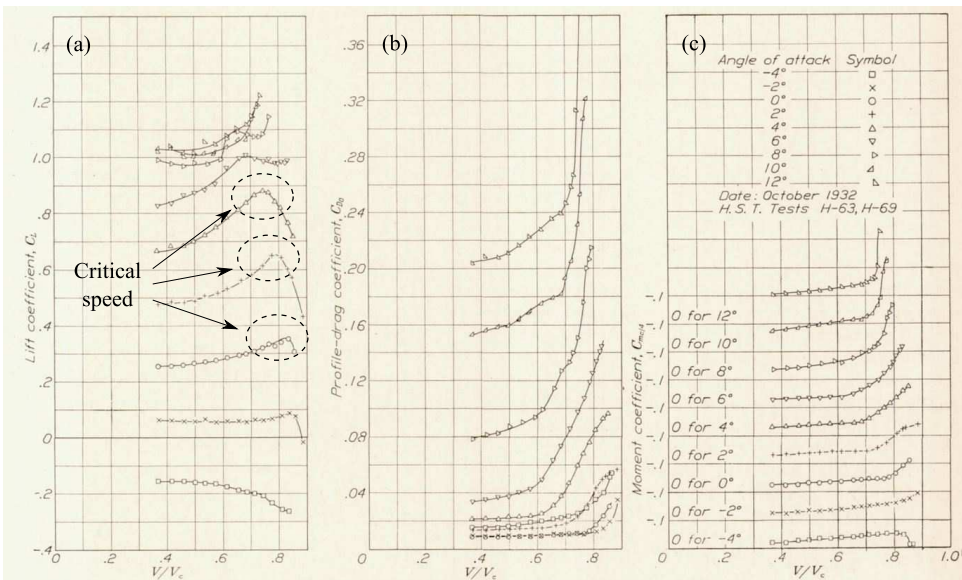 (a)
1.4
1.2
1.0
.8
.6
.4
.2
0
-.2
-.4
Lift coefficient, C_L
Critical
speed
0 .2 .4 .6 .8
V/V_c
(b)
.36
.32
.28
.24
.20
.16
.12
.08
.04
Profile-drag coefficient, C_D0
0 .2 .4 .6 .8
V/V_c
(c)
Angle of attack Symbol
-4°
-2°
0°
2°
4°
6°
8°
10°
12°
Date: October 1932
H.S.T. Tests H-63, H-69
-.1
0 for 12°
-.1
0 for 10°
0 for 8°
-.1
0 for 6°
-.1
0 for 4°
0 for 2°
-.1
0 for 0°
-.1
0 for -2°
-.1
0 for -4°
Moment coefficient, C_mc/4
0 .2 .4 .6 .8 1.0
V/V_c